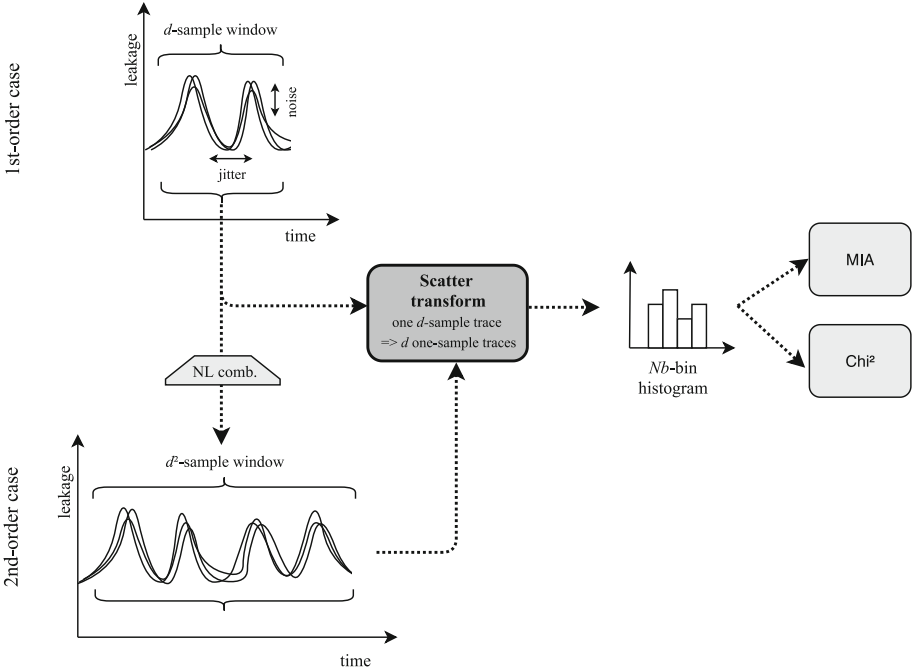 1st-order case
leakage
d-sample window
noise
jitter
time
Scatter
transform
one d-sample trace
=> d one-sample traces
MIA
Chi²
Nb-bin
histogram
NL comb.
2nd-order case
leakage
d²-sample window
time